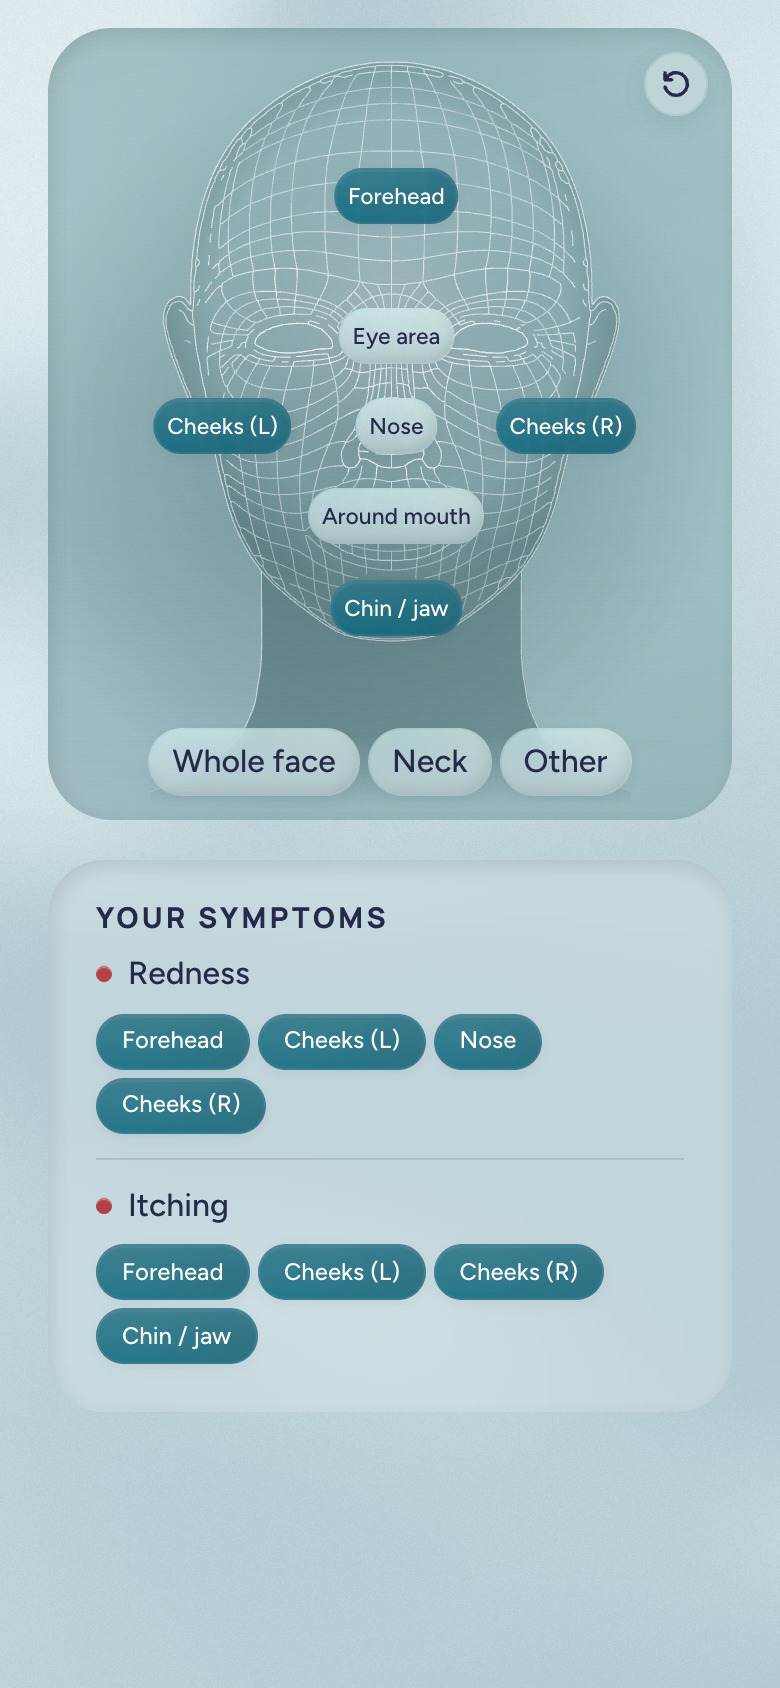 Forehead
Eye area
Cheeks (L) Nose Cheeks (R)
Around mouth
Chin / jaw
Whole face Neck Other
YOUR SYMPTOMS
Redness
Forehead Cheeks (L) Nose
Cheeks (R)
Itching
Forehead Cheeks (L) Cheeks (R)
Chin / jaw